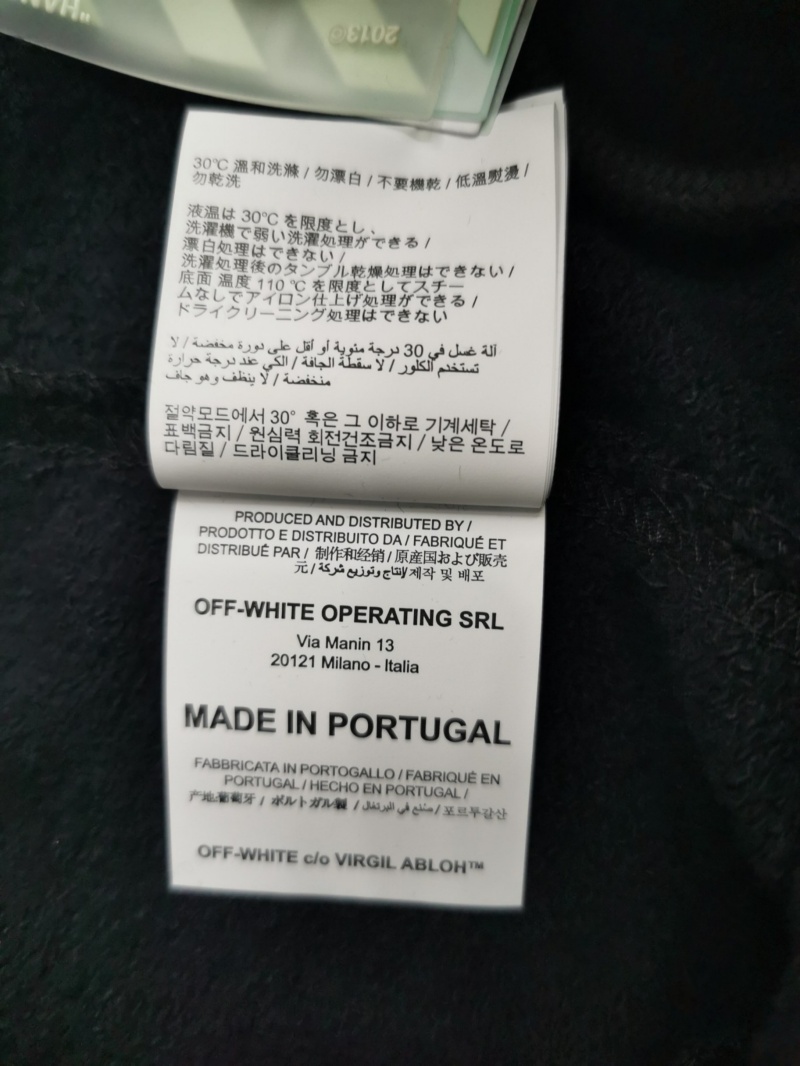 2013©
30°C 溫和洗滌 / 勿漂白 / 不要機乾 / 低溫熨燙 /
勿乾洗
液温は 30°C を限度とし、
洗濯機で弱い洗濯処理ができる /
漂白処理はできない /
洗濯処理後のタンブル乾燥処理はできない /
底面 温度 110 °C を限度としてスチー
ムなしでアイロン仕上げ処理ができる /
ドライクリーニング処理はできない
آلة غسل في 30 درجة مئوية أو أقل على دورة مخفضة / لا
تستخدم الكلور / لا سقطة الجافة / الكي عند درجة حرارة
منخفضة / لا ينظف وهو جاف
절약모드에서 30° 혹은 그 이하로 기계세탁 /
표백금지 / 원심력 회전건조금지 / 낮은 온도로
다림질 / 드라이클리닝 금지
PRODUCED AND DISTRIBUTED BY /
PRODOTTO E DISTRIBUITO DA / FABRIQUÉ ET
DISTRIBUÉ PAR / 制作和经销 / 原産国および販売
元 / إنتاج وتوزيع شركة / 제작 및 배포
OFF-WHITE OPERATING SRL
Via Manin 13
20121 Milano - Italia
MADE IN PORTUGAL
FABBRICATA IN PORTOGALLO / FABRIQUÉ EN
PORTUGAL / HECHO EN PORTUGAL /
产地葡萄牙 / ポルトガル製 / صنع في البرتغال / 포르투갈산
OFF-WHITE c/o VIRGIL ABLOH™